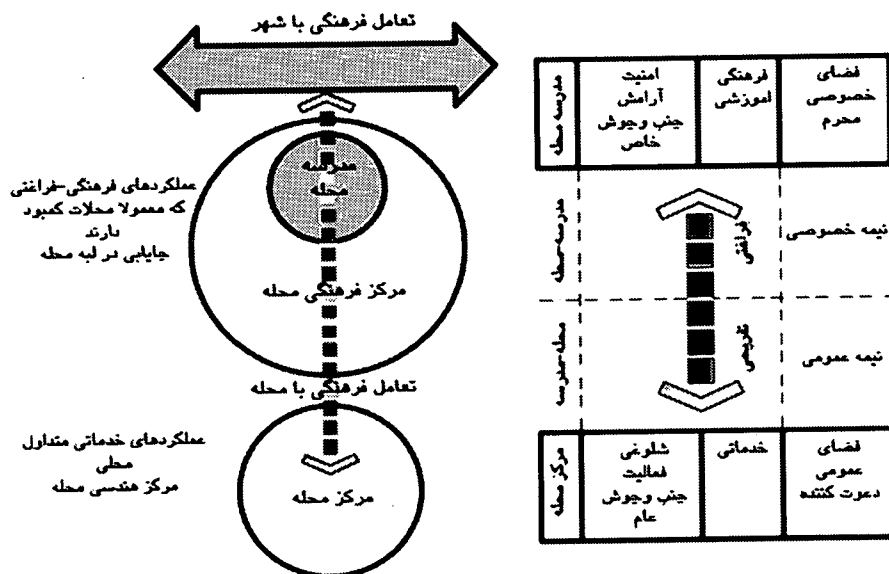 تعامل فرهنگی با شهر
مدرسه
محله
عملکردهای فرهنگی-فراغتی
که معمولا محلات کمبود
دارند
جایابی در لبه محله
مرکز فرهنگی محله
تعامل فرهنگی با محله
عملکردهای خدماتی متداول
محلی
مرکز هندسی محله
مرکز محله
فضای
خصوصی
محرم
فرهنگی
اموزشی
امنیت
آرامش
جنب وجوش
خاص
مدرسه محله
نیمه خصوصی
فراغتی
مدرسه-محله
نیمه عمومی
تفریحی
محله-مدرسه
فضای
عمومی
دعوت کننده
خدماتی
شلوغی
فعالیت
جنب وجوش
عام
مرکز محله